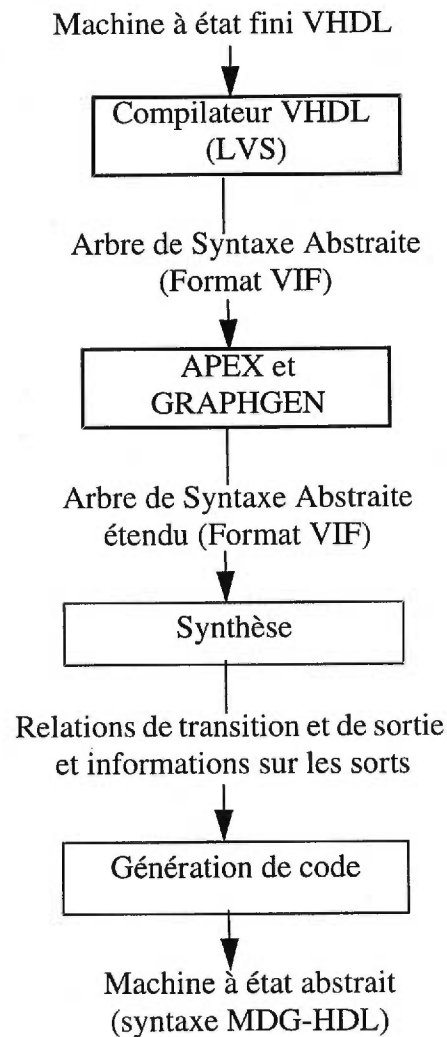 Machine à état fini VHDL
Compilateur VHDL
(LVS)
Arbre de Syntaxe Abstraite
(Format VIF)
APEX et
GRAPHGEN
Arbre de Syntaxe Abstraite
étendu (Format VIF)
Synthèse
Relations de transition et de sortie
et informations sur les sorts
Génération de code
Machine à état abstrait
(syntaxe MDG-HDL)